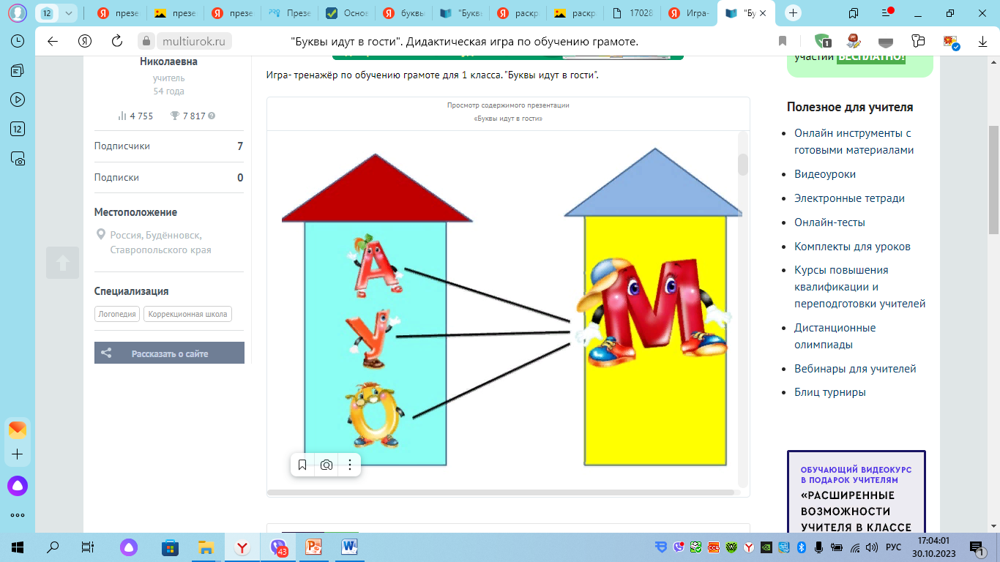 12
презе
презе
презе
Презе
Основ
буквы
"Букв
раскр
раскр
17028
Игра-
"Бу
multiurok.ru
"Буквы идут в гости". Дидактическая игра по обучению грамоте.
1
12
Николаевна
учитель
54 года
4 755
7 817
Подписчики 7
Подписки 0
Местоположение
Россия, Будённовск,
Ставропольского края
Специализация
Логопедия
Коррекционная школа
Рассказать о сайте
Игра- тренажёр по обучению грамоте для 1 класса. "Буквы идут в гости".
Просмотр содержимого презентации
«Буквы идут в гости»
А
У
О
М
участий БЕСПЛАТНО!
Полезное для учителя
Онлайн инструменты с
готовыми материалами
Видеоуроки
Электронные тетради
Онлайн-тесты
Комплекты для уроков
Курсы повышения
квалификации и
переподготовки учителей
Дистанционные
олимпиады
Вебинары для учителей
Блиц турниры
ОБУЧАЮЩИЙ ВИДЕОКУРС
В ПОДАРОК УЧИТЕЛЯМ
«РАСШИРЕННЫЕ
ВОЗМОЖНОСТИ
УЧИТЕЛЯ В КЛАССЕ
43
РУС
17:04:01
30.10.2023
1